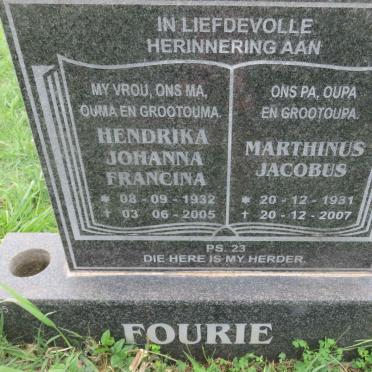 IN LIEFDEVOLLE
HERINNERING AAN
MY VROU, ONS MA,
OUMA EN GROOTOUMA.
HENDRIKA
JOHANNA
FRANCINA
* 08 - 09 - 1932
† 03 - 06 - 2005
ONS PA, OUPA
EN GROOTOUPA.
MARTHINUS
JACOBUS
* 20 - 12 - 1931
† 20 - 12 - 2007
PS. 23
DIE HERE IS MY HERDER.
FOURIE